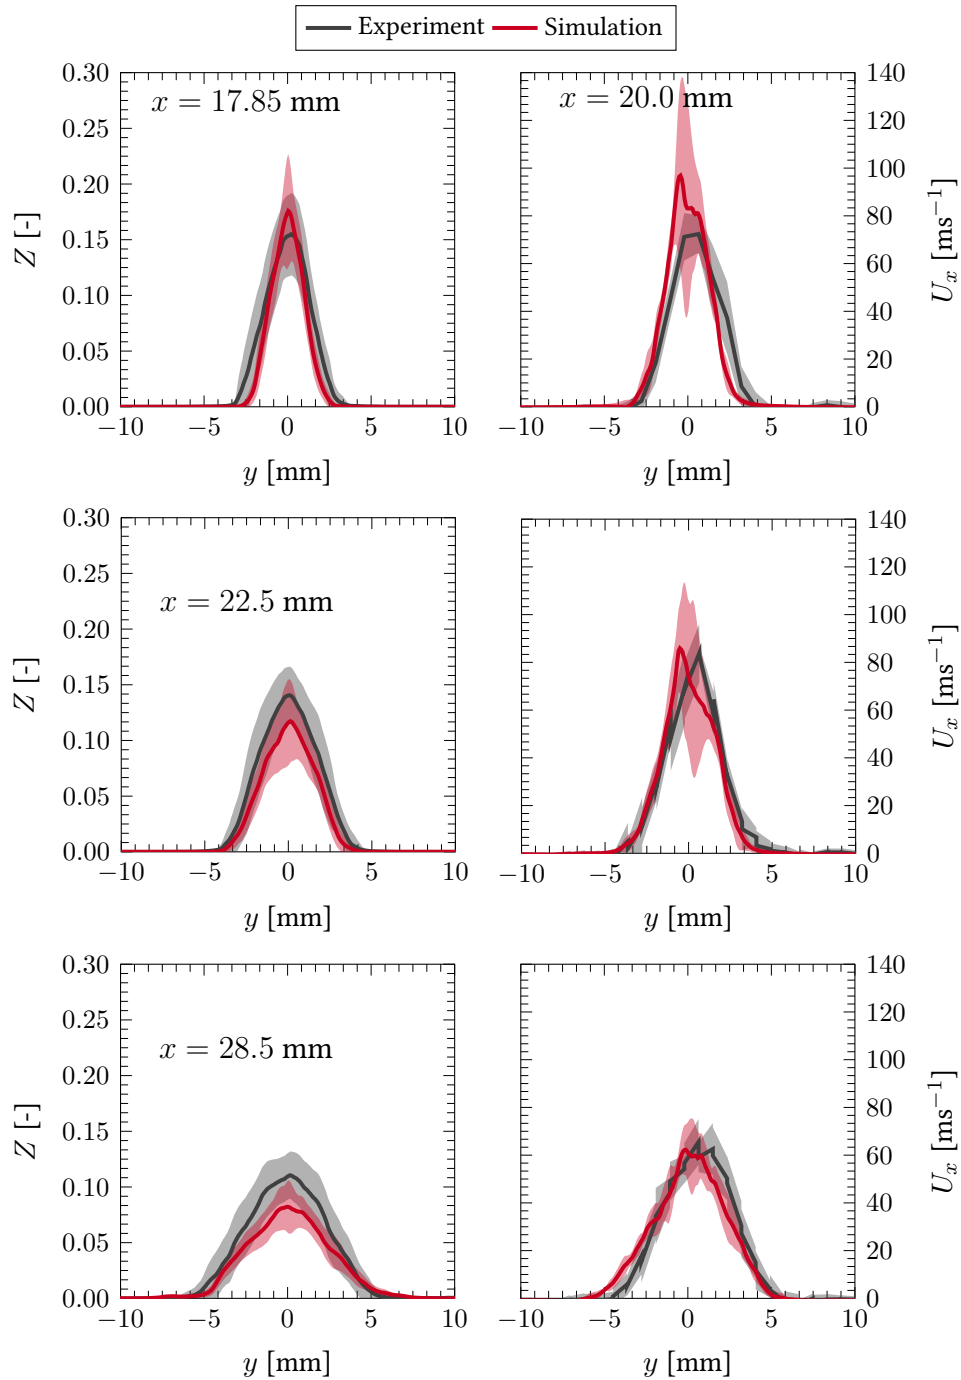 Experiment Simulation
x = 17.85 mm
x = 20.0 mm
0.30
0.25
0.20
0.15
0.10
0.05
0.00
Z [-]
−10 −5 0 5 10
y [mm]
140
120
100
80
60
40
20
0
U_x [ms⁻¹]
−10 −5 0 5 10
y [mm]
x = 22.5 mm
0.30
0.25
0.20
0.15
0.10
0.05
0.00
Z [-]
−10 −5 0 5 10
y [mm]
140
120
100
80
60
40
20
0
U_x [ms⁻¹]
−10 −5 0 5 10
y [mm]
x = 28.5 mm
0.30
0.25
0.20
0.15
0.10
0.05
0.00
Z [-]
−10 −5 0 5 10
y [mm]
140
120
100
80
60
40
20
0
U_x [ms⁻¹]
−10 −5 0 5 10
y [mm]